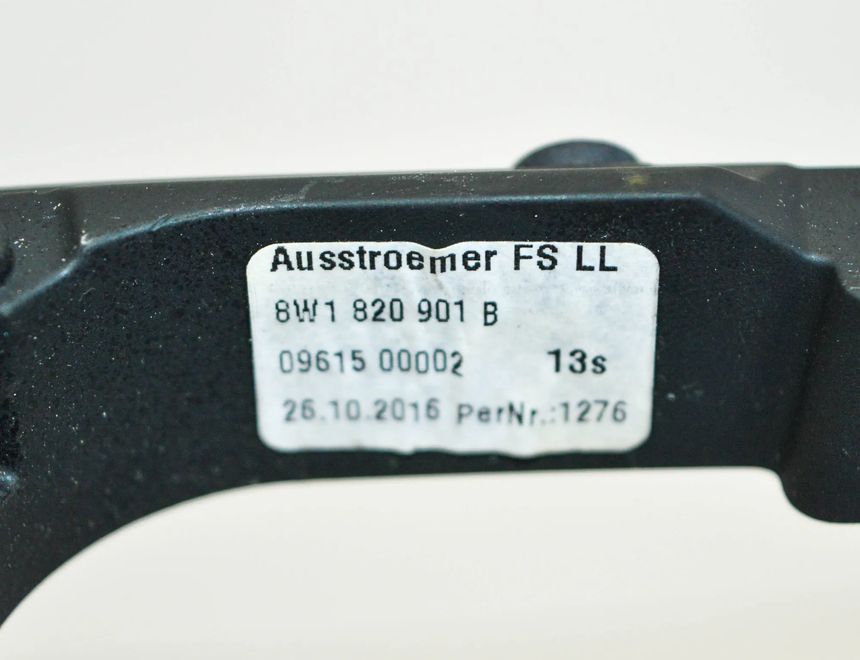 Ausstroemer FS LL
8W1 820 901 B
09615 00002 13s
26.10.2016 PerNr.:1276